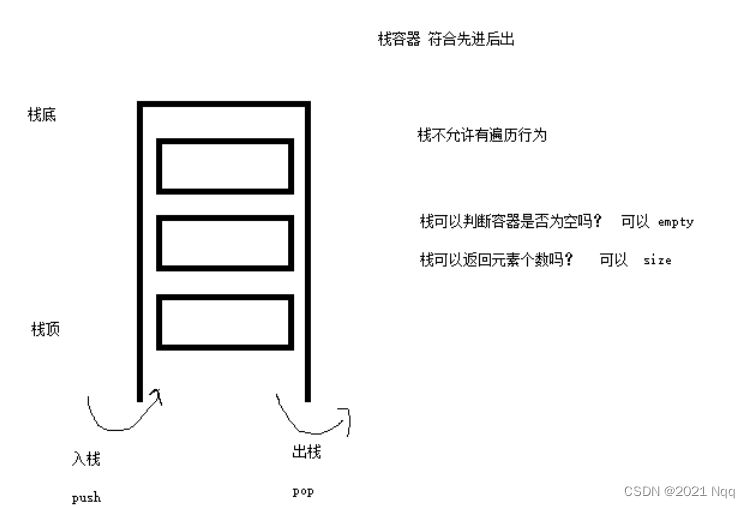 栈容器 符合先进后出
栈底
栈不允许有遍历行为
栈可以判断容器是否为空吗? 可以 empty
栈可以返回元素个数吗? 可以 size
栈顶
入栈
出栈
push
pop
CSDN @2021 Nqq